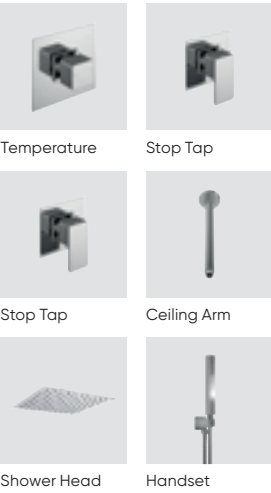 Temperature
Stop Tap
Stop Tap
Ceiling Arm
Shower Head
Handset